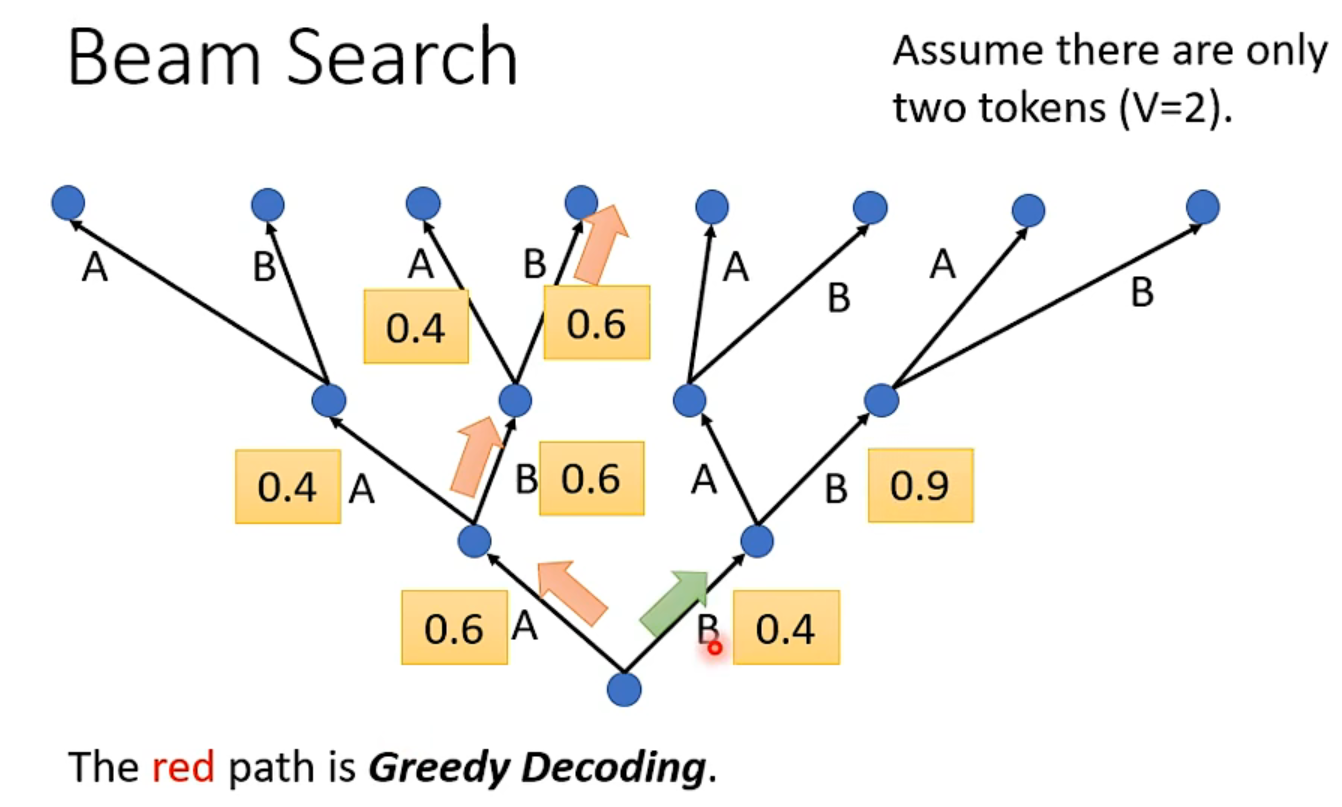 Beam Search
Assume there are only
two tokens (V=2).
A
B
A
B
A
B
A
B
0.4
0.6
0.4
A
B
0.6
A
B
0.9
0.6
A
B
0.4
The red path is Greedy Decoding.